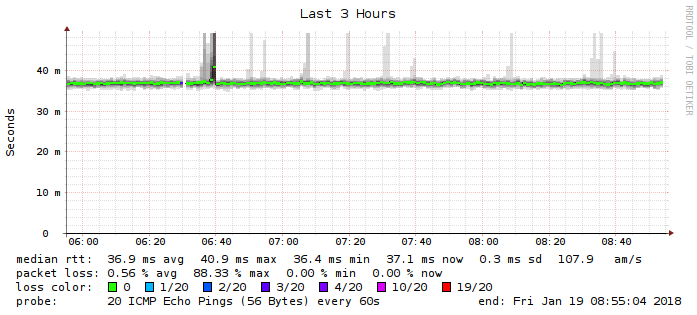 Last 3 Hours
RRDTOOL / TOBI OETIKER
Seconds
40 m
30 m
20 m
10 m
0
06:00 06:20 06:40 07:00 07:20 07:40 08:00 08:20 08:40
median rtt: 36.9 ms avg 40.9 ms max 36.4 ms min 37.1 ms now 0.3 ms sd 107.9 am/s
packet loss: 0.56 % avg 88.33 % max 0.00 % min 0.00 % now
loss color: 0 1/20 2/20 3/20 4/20 10/20 19/20
probe: 20 ICMP Echo Pings (56 Bytes) every 60s end: Fri Jan 19 08:55:04 2018